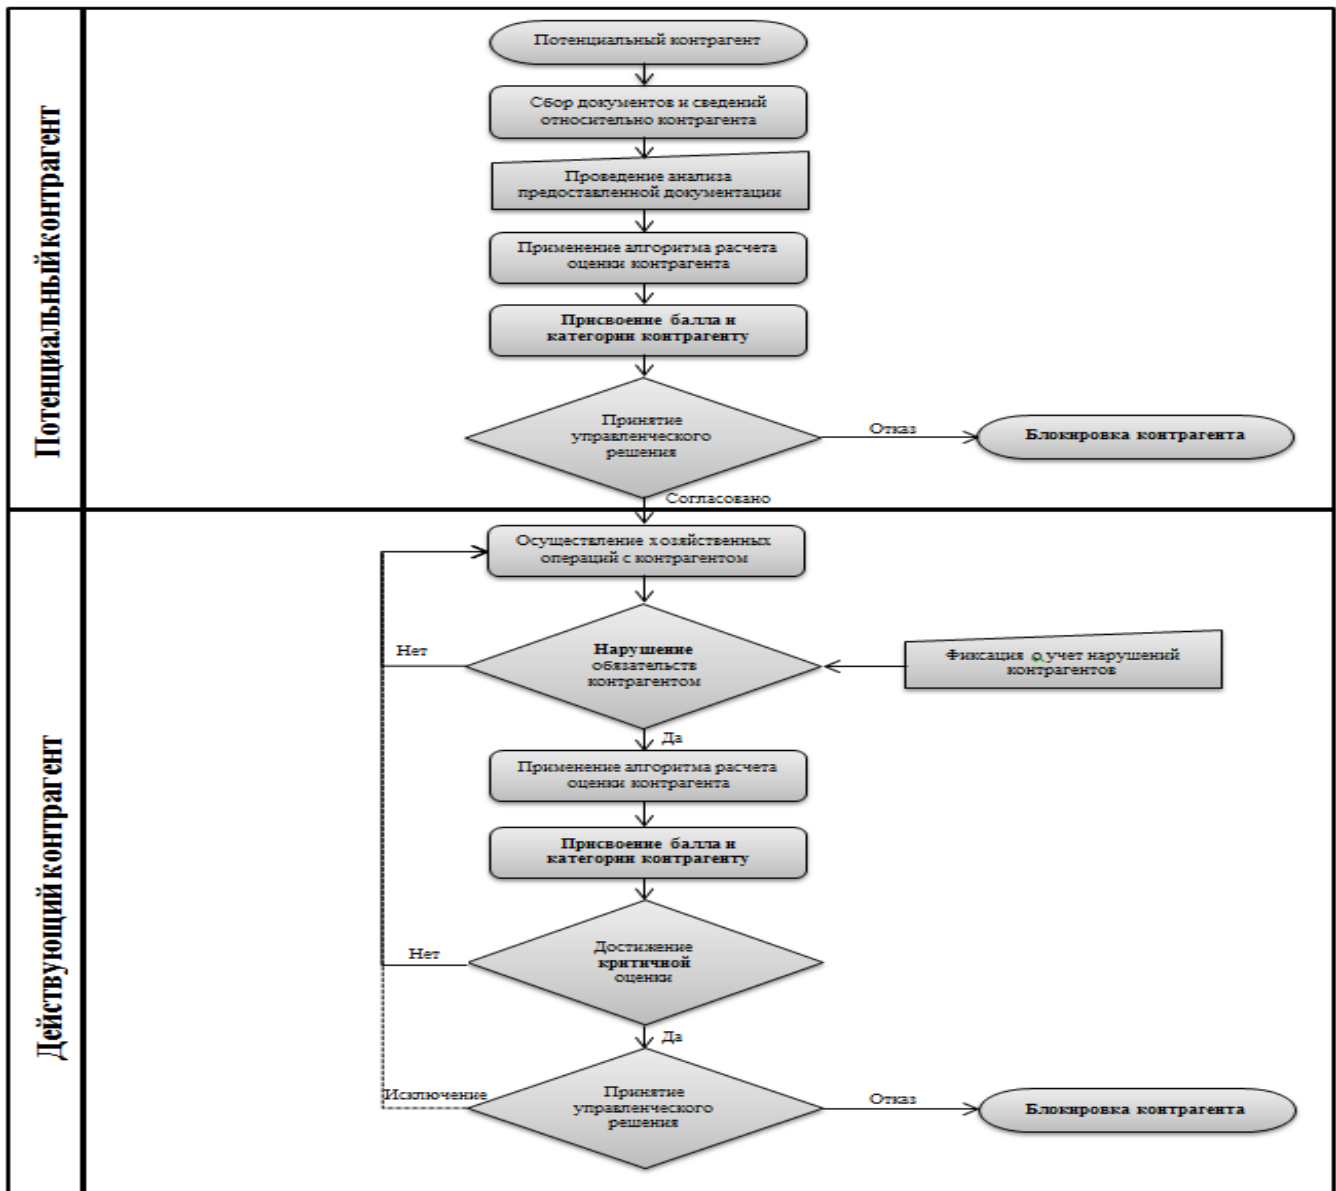 Потенциальный контрагент
Потенциальный контрагент
Сбор документов и сведений
относительно контрагента
Проведение анализа
предоставленной документации
Применение алгоритма расчета
оценки контрагента
Присвоение балла и
категории контрагенту
Принятие
управленческого
решения
Отказ
Блокировка контрагента
Согласовано
Действующий контрагент
Осуществление хозяйственных
операций с контрагентом
Нет
Нарушение
обязательств
контрагентом
Фиксация о учет нарушений
контрагентов
Да
Применение алгоритма расчета
оценки контрагента
Присвоение балла и
категории контрагенту
Нет
Достижение
критичной
оценки
Да
Исключение
Принятие
управленческого
решения
Отказ
Блокировка контрагента